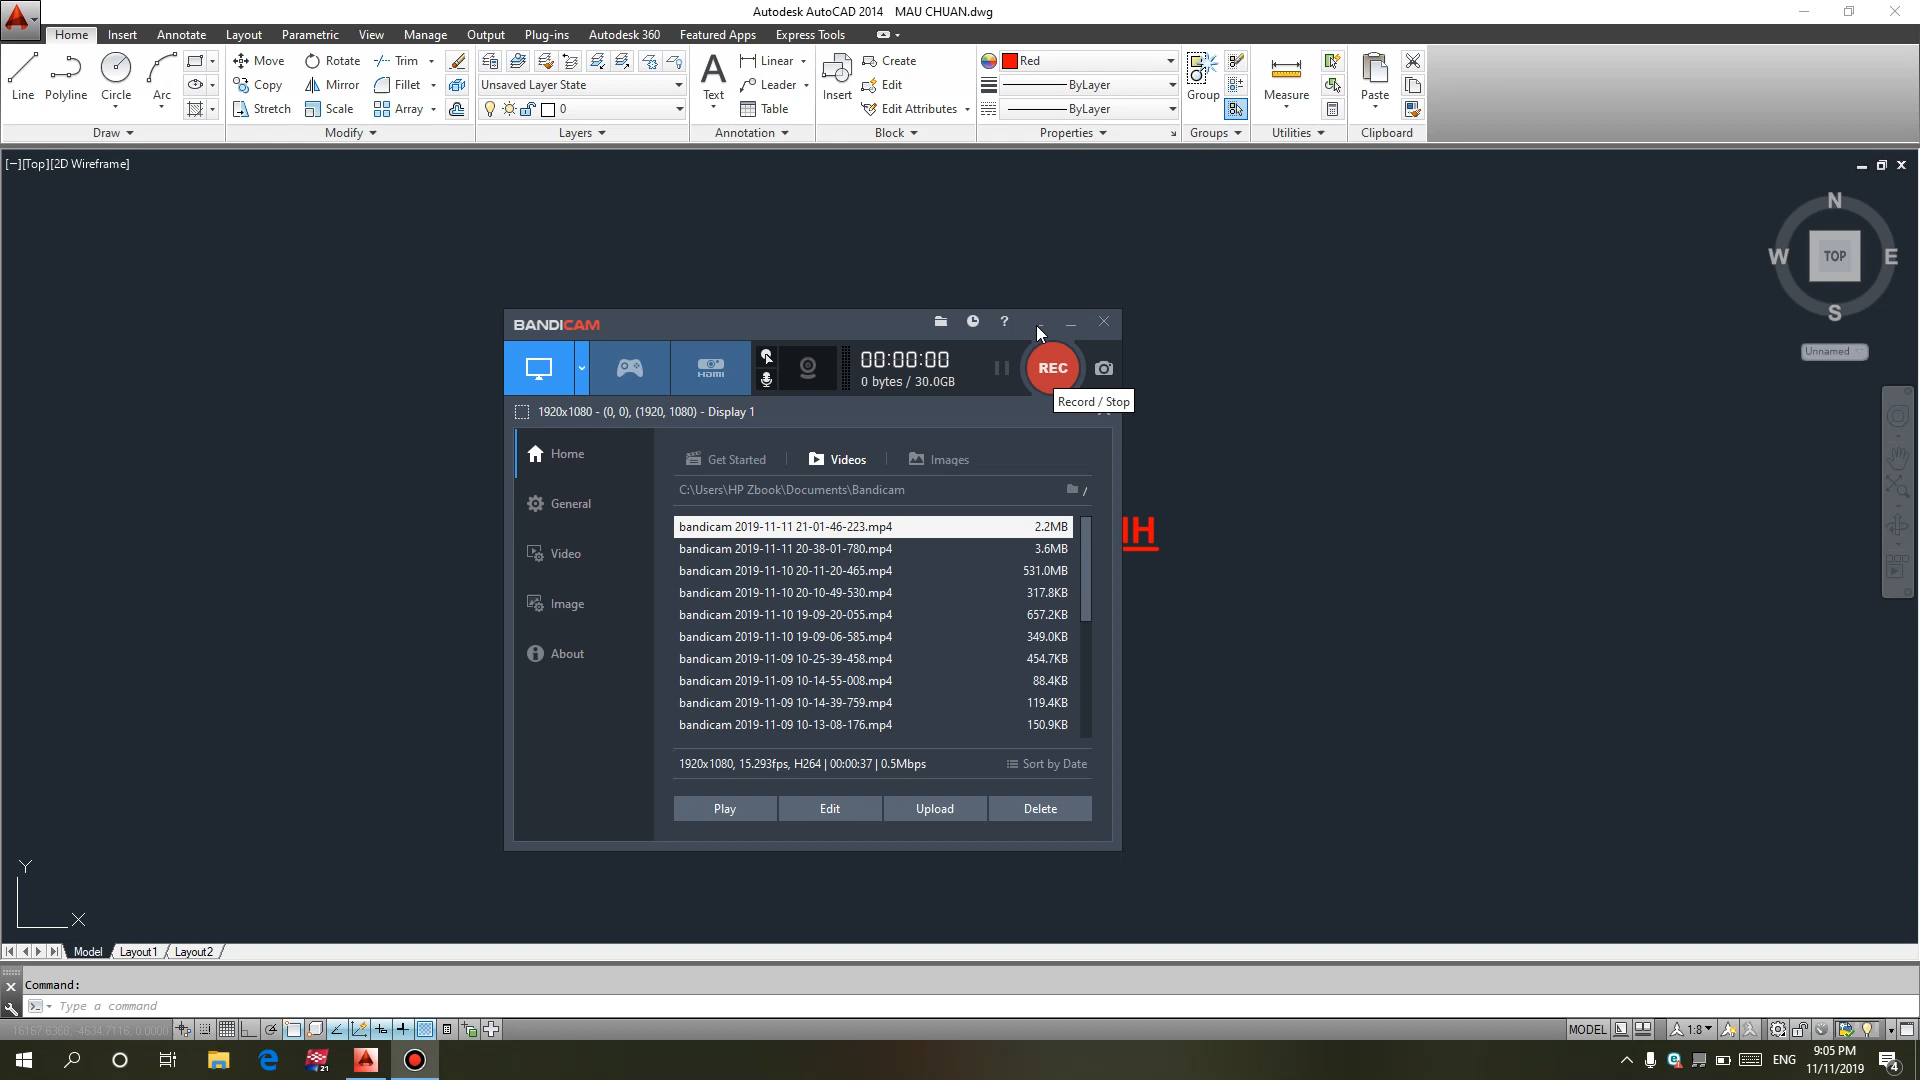 Autodesk AutoCAD 2014 MAU CHUAN.dwg
Home Insert Annotate Layout Parametric View Manage Output Plug-ins Autodesk 360 Featured Apps Express Tools
Line Polyline Circle Arc
Move Rotate Trim
Copy Mirror Fillet
Stretch Scale Array
Unsaved Layer State
0
Text
Linear
Leader
Table
Insert
Create
Edit
Edit Attributes
Red
ByLayer
ByLayer
Group
Measure
Paste
Draw Modify Layers Annotation Block Properties Groups Utilities Clipboard
[−][Top][2D Wireframe]
N
W TOP E
S
Unnamed
BANDICAM
?
HDMI
00:00:00
0 bytes / 30.0GB
REC
Record / Stop
1920x1080 - (0, 0), (1920, 1080) - Display 1
Home
General
Video
Image
About
Get Started Videos Images
C:\Users\HP Zbook\Documents\Bandicam /
bandicam 2019-11-11 21-01-46-223.mp4 2.2MB
bandicam 2019-11-11 20-38-01-780.mp4 3.6MB
bandicam 2019-11-10 20-11-20-465.mp4 531.0MB
bandicam 2019-11-10 20-10-49-530.mp4 317.8KB
bandicam 2019-11-10 19-09-20-055.mp4 657.2KB
bandicam 2019-11-10 19-09-06-585.mp4 349.0KB
bandicam 2019-11-09 10-25-39-458.mp4 454.7KB
bandicam 2019-11-09 10-14-55-008.mp4 88.4KB
bandicam 2019-11-09 10-14-39-759.mp4 119.4KB
bandicam 2019-11-09 10-13-08-176.mp4 150.9KB
1920x1080, 15.293fps, H264 | 00:00:37 | 0.5Mbps Sort by Date
Play Edit Upload Delete
IH
Y
X
Model Layout1 Layout2
Command:
Type a command
16167.6368, -4634.7116, 0.0000
MODEL 1:8
21
ENG
9:05 PM
11/11/2019
4